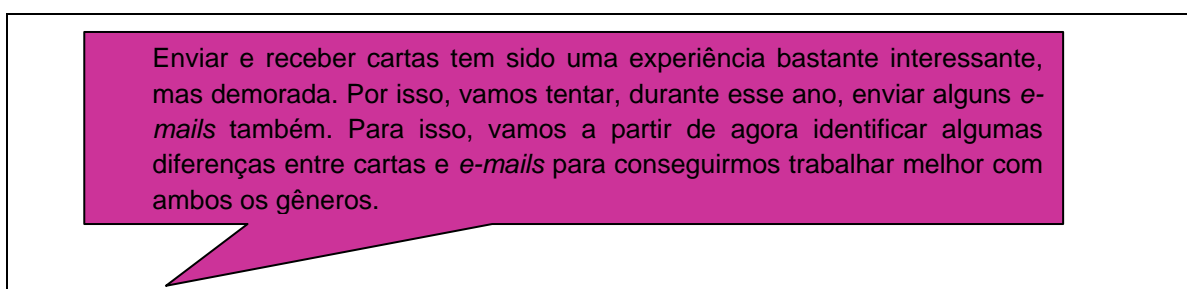 Enviar e receber cartas tem sido uma experiência bastante interessante,
mas demorada. Por isso, vamos tentar, durante esse ano, enviar alguns e-
mails também. Para isso, vamos a partir de agora identificar algumas
diferenças entre cartas e e-mails para conseguirmos trabalhar melhor com
ambos os gêneros.